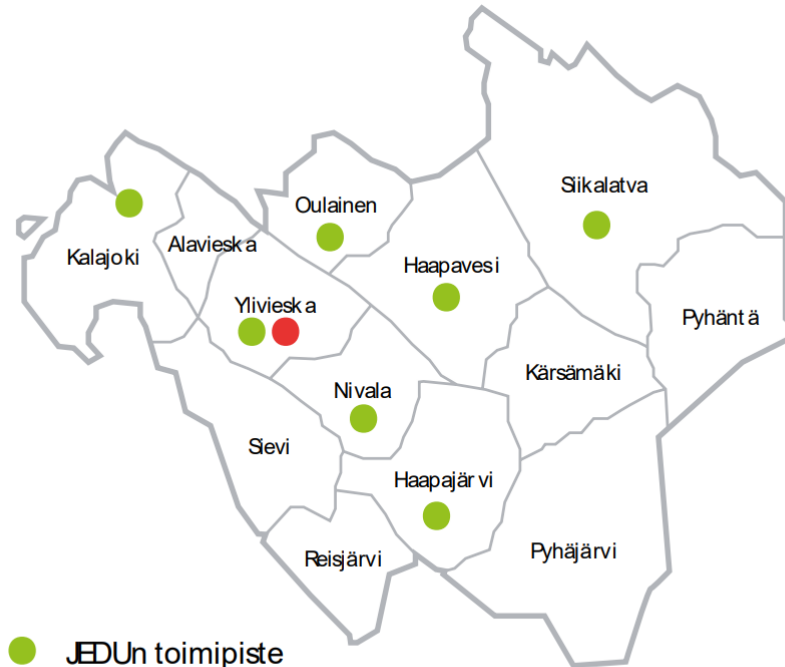 Siikalatva
Oulainen
Alavieska
Kalajoki
Haapavesi
Ylivieska
Pyhäntä
Kärsämäki
Nivala
Sievi
Haapajärvi
Pyhäjärvi
Reisjärvi
JEDUn toimipiste